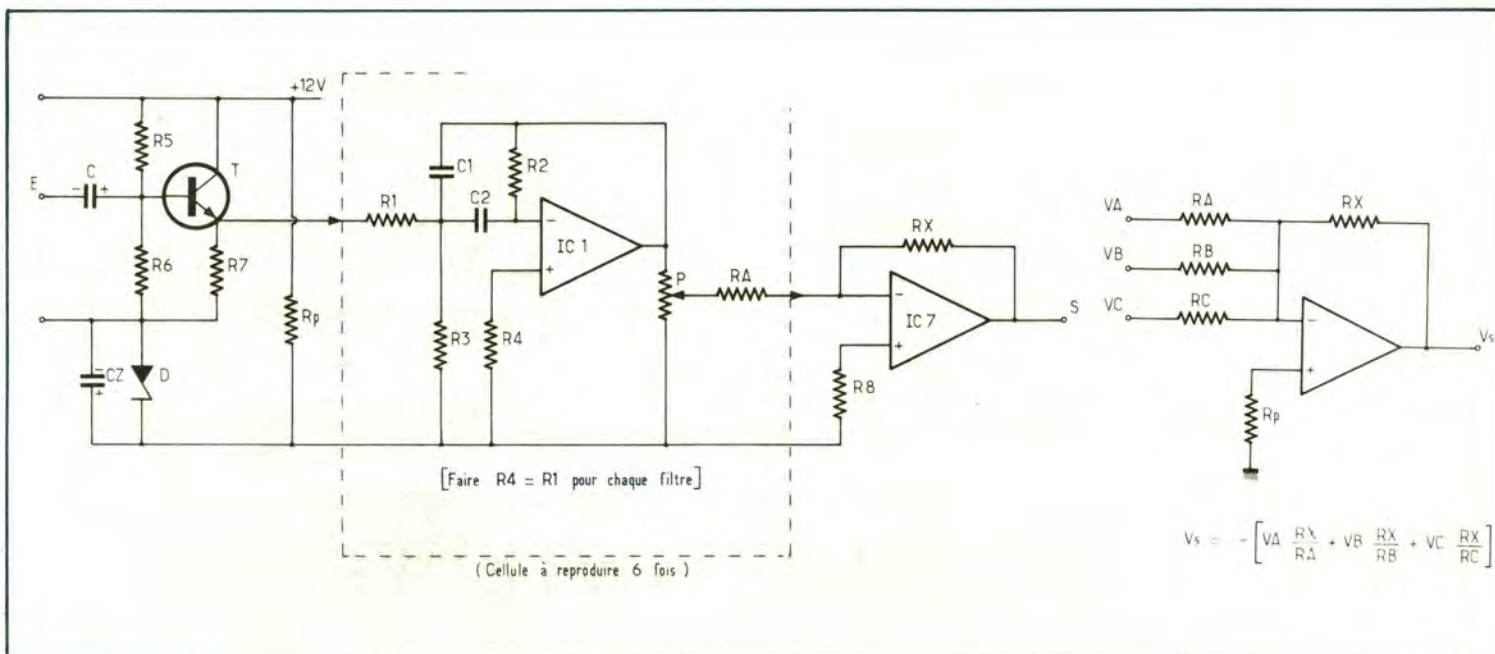 +12V
R5
C1
R2
C
T
E
- +
R1
C2
-
IC 1
+
RX
VA
RA
RX
R6
R7
P
RA
-
IC 7
+
S
VB
RB
Rp
R3
R4
VC
RC
-
+
Vs
CZ
-
+
D
R8
Rp
[Faire R4 = R1 pour chaque filtre]
Vs = - [VA RX/RA + VB RX/RB + VC RX/RC]
(Cellule à reproduire 6 fois)